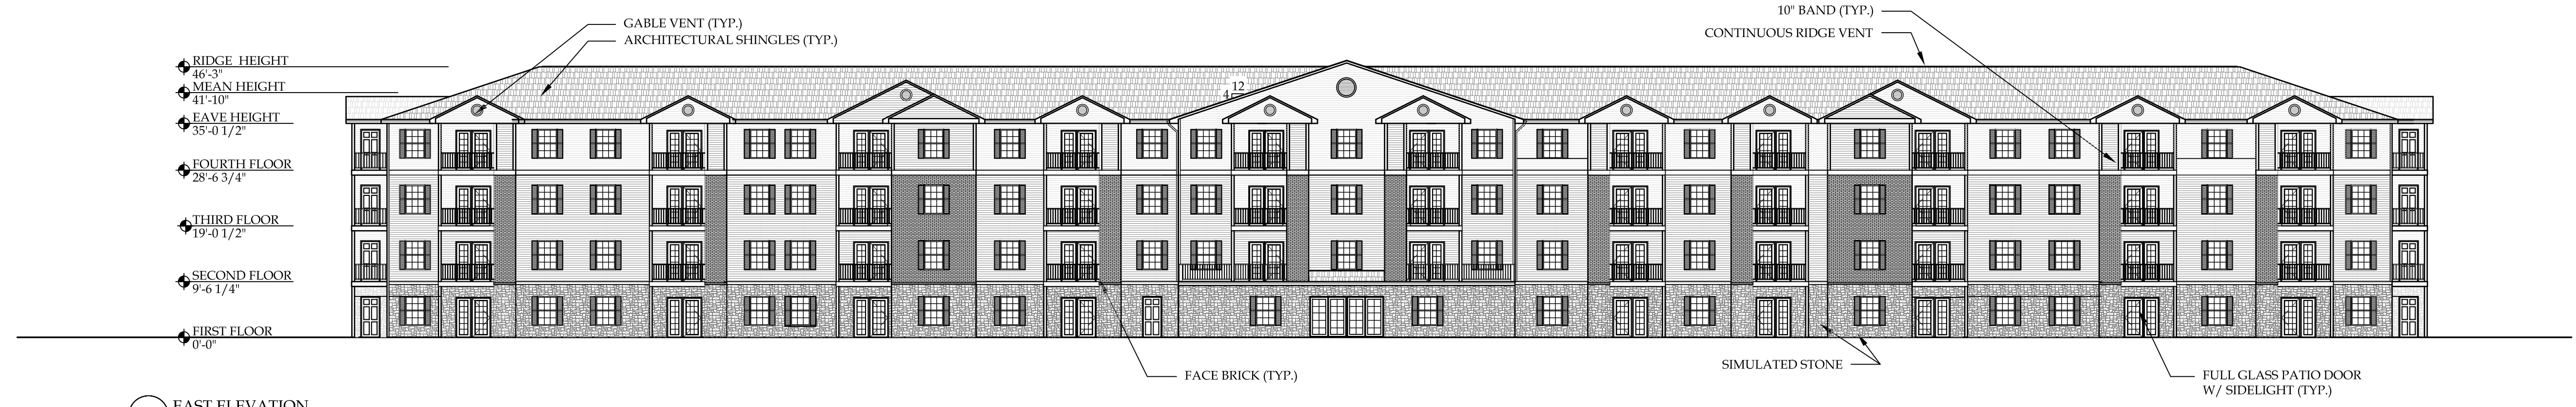 GABLE VENT (TYP.)
ARCHITECTURAL SHINGLES (TYP.)
10" BAND (TYP.)
CONTINUOUS RIDGE VENT
RIDGE HEIGHT
46'-3"
MEAN HEIGHT
41'-10"
EAVE HEIGHT
35'-0 1/2"
FOURTH FLOOR
28'-6 3/4"
THIRD FLOOR
19'-0 1/2"
SECOND FLOOR
9'-6 1/4"
FIRST FLOOR
0'-0"
12
4
FACE BRICK (TYP.)
SIMULATED STONE
FULL GLASS PATIO DOOR
W/ SIDELIGHT (TYP.)
EAST ELEVATION